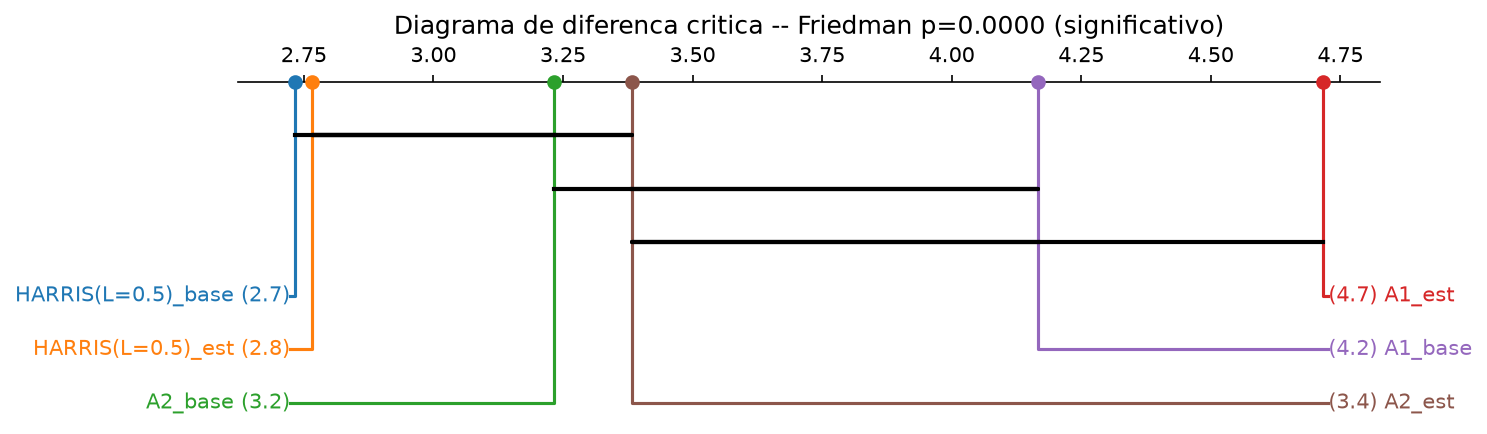 Diagrama de diferenca critica -- Friedman p=0.0000 (significativo)
2.75 3.00 3.25 3.50 3.75 4.00 4.25 4.50 4.75
HARRIS(L=0.5)_base (2.7)
(4.7) A1_est
HARRIS(L=0.5)_est (2.8)
(4.2) A1_base
A2_base (3.2)
(3.4) A2_est